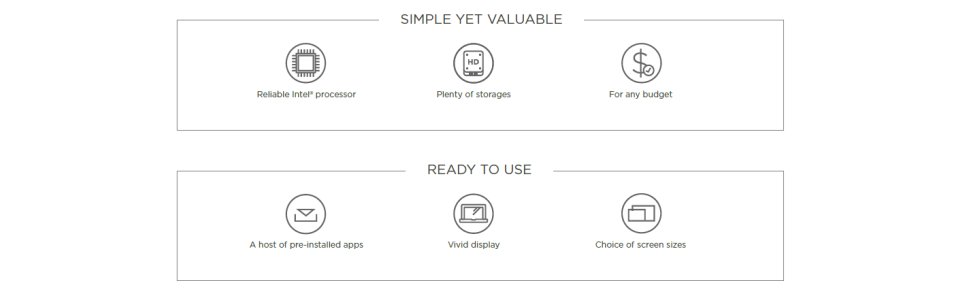 SIMPLE YET VALUABLE
HD
Reliable Intel® processor
Plenty of storages
For any budget
READY TO USE
A host of pre-installed apps
Vivid display
Choice of screen sizes